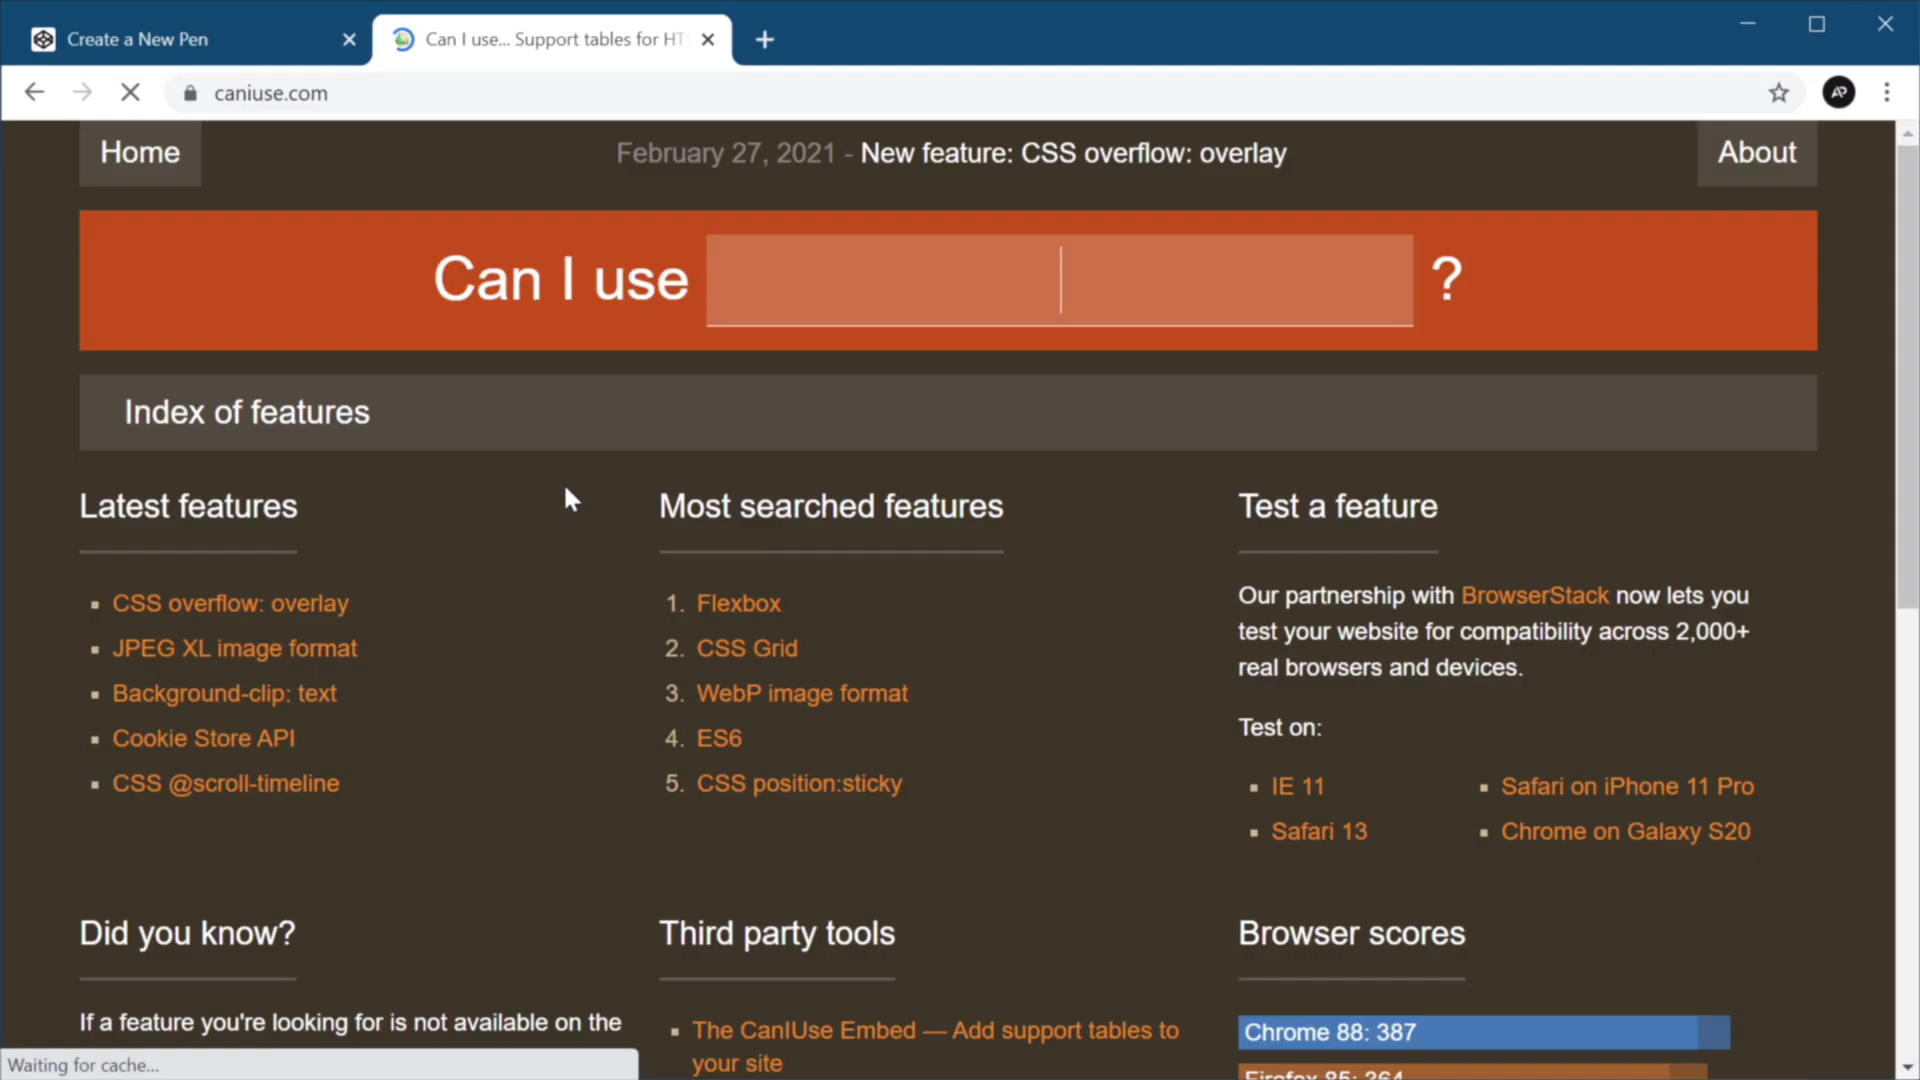 Create a New Pen
Can I use... Support tables for HT
caniuse.com
AP
Home
February 27, 2021 - New feature: CSS overflow: overlay
About
Can I use ?
Index of features
Latest features
CSS overflow: overlay
JPEG XL image format
Background-clip: text
Cookie Store API
CSS @scroll-timeline
Most searched features
1. Flexbox
2. CSS Grid
3. WebP image format
4. ES6
5. CSS position:sticky
Test a feature
Our partnership with BrowserStack now lets you
test your website for compatibility across 2,000+
real browsers and devices.
Test on:
IE 11
Safari 13
Safari on iPhone 11 Pro
Chrome on Galaxy S20
Did you know?
If a feature you're looking for is not available on the
Third party tools
The CanIUse Embed — Add support tables to
your site
Browser scores
Chrome 88: 387
Firefox 85: 364
Waiting for cache...